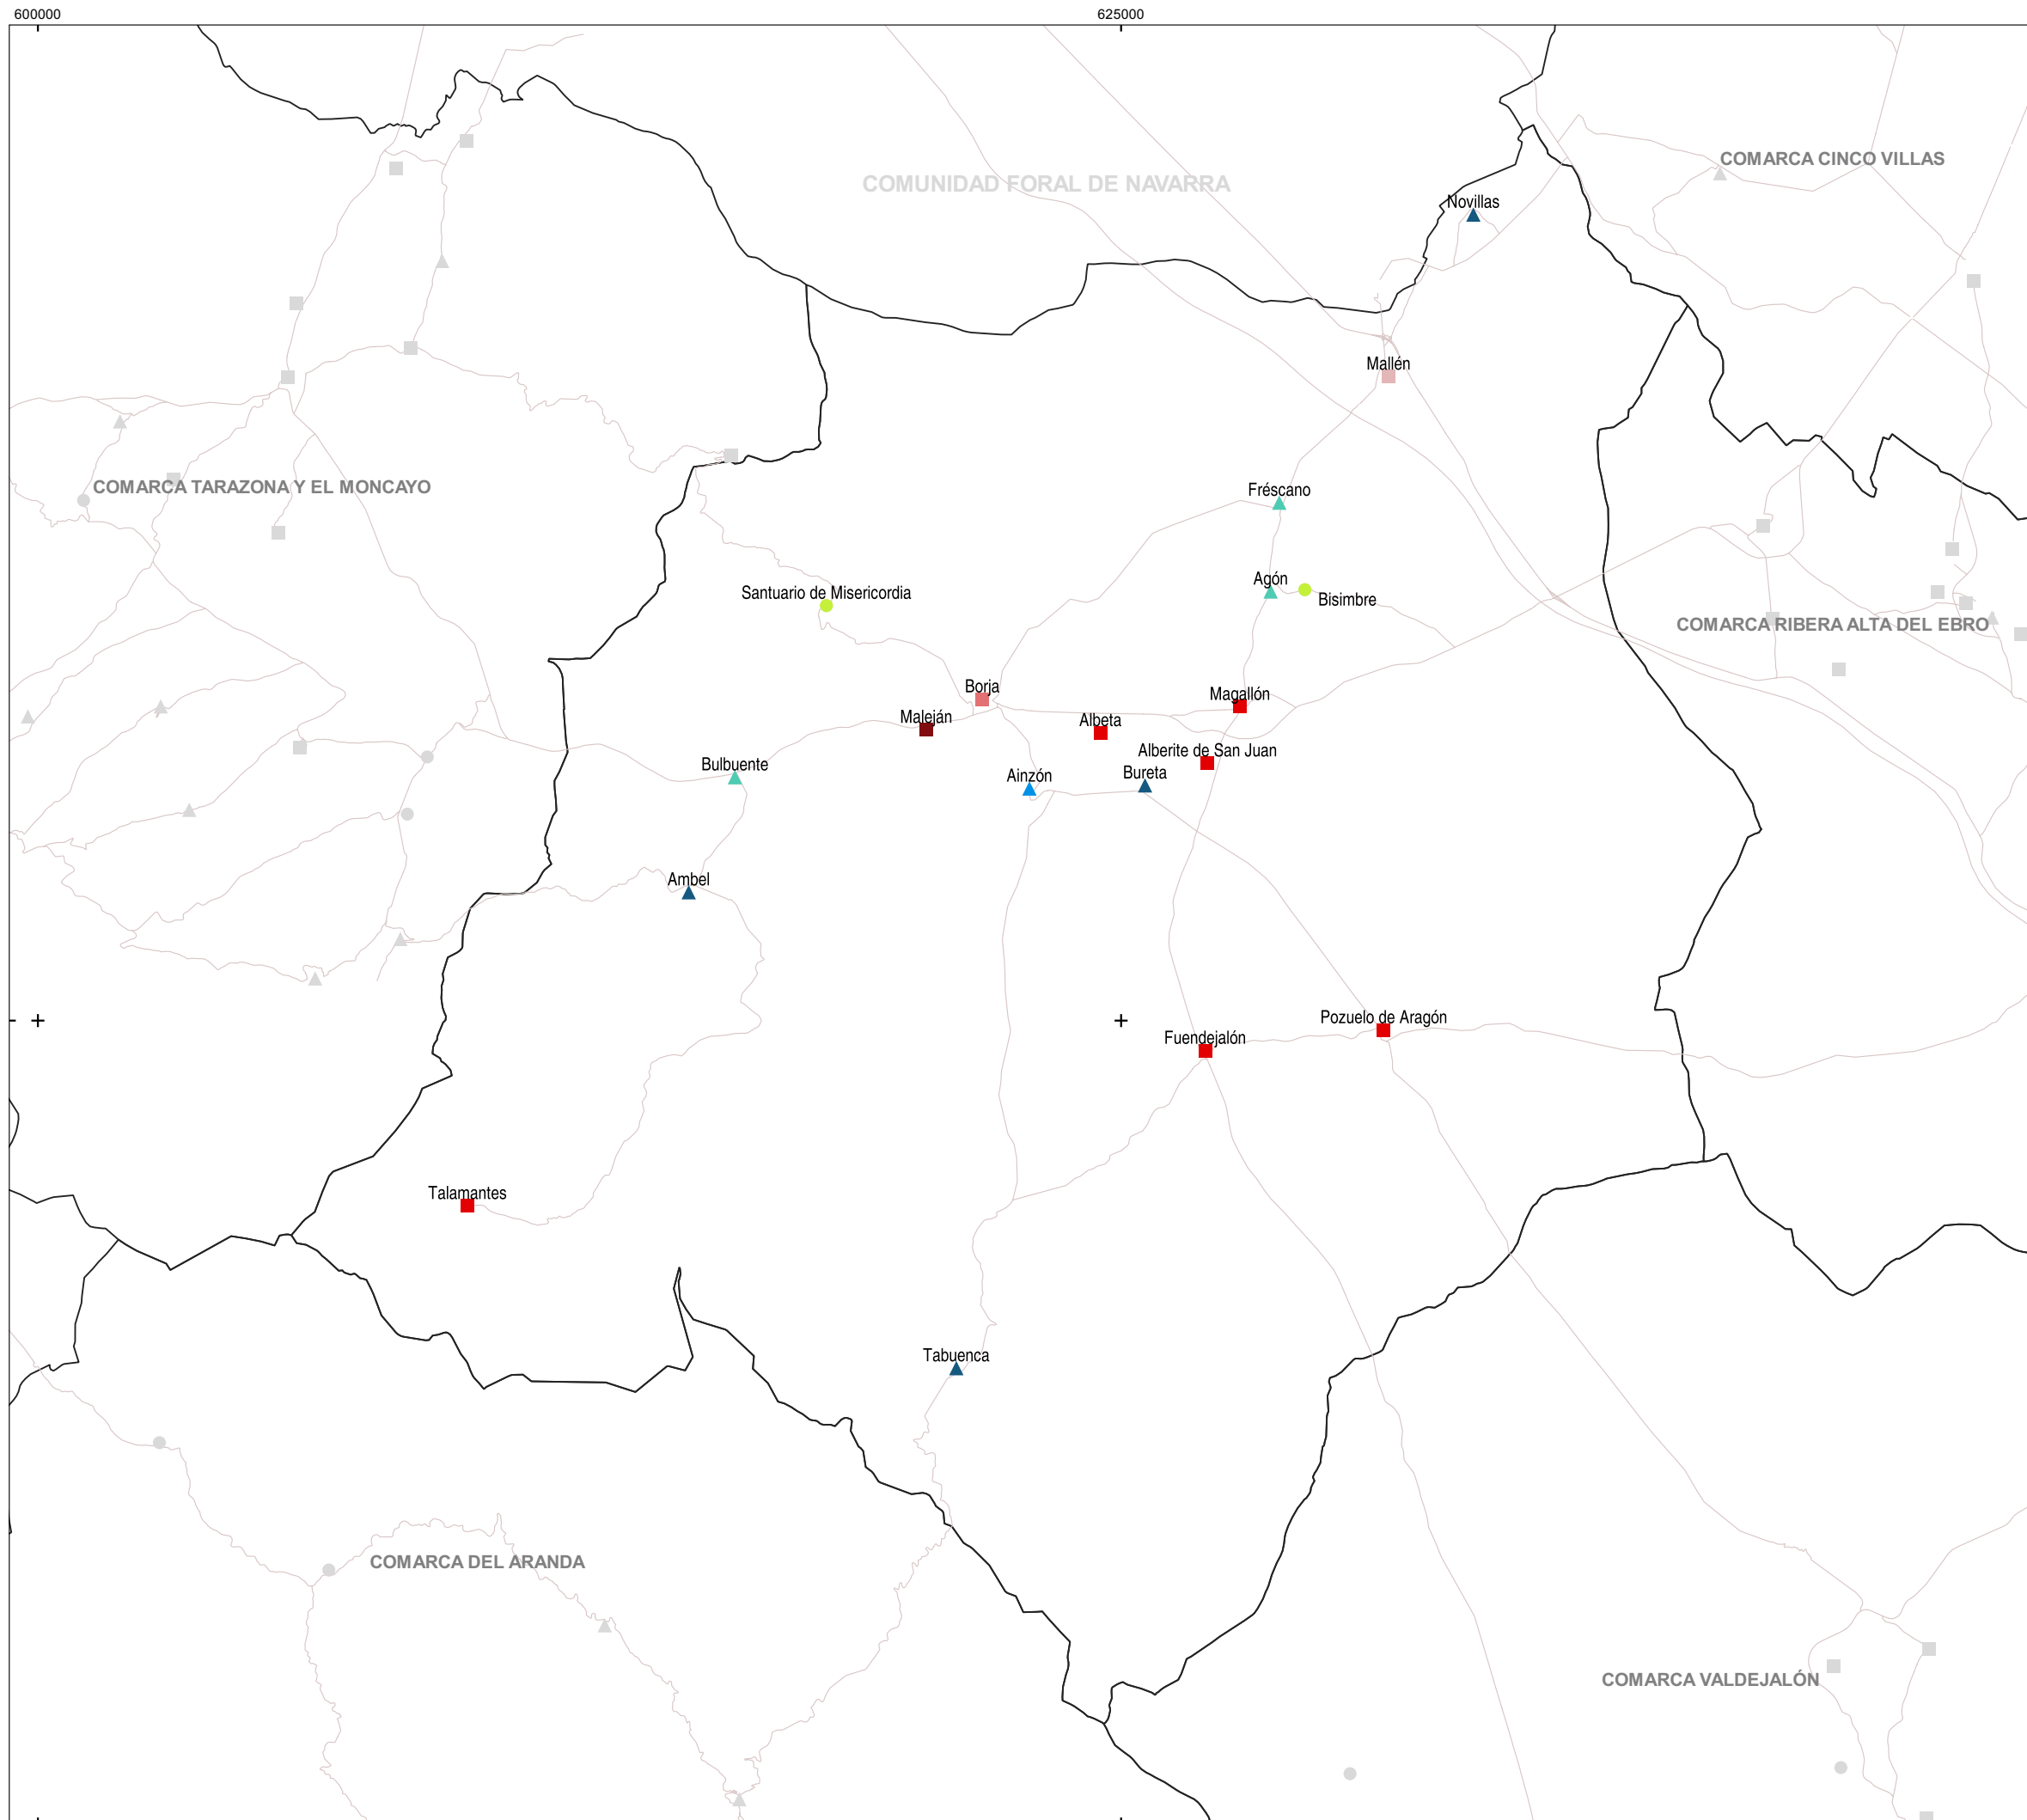 600000
625000
COMARCA CINCO VILLAS
COMUNIDAD FORAL DE NAVARRA
Novillas
Mallén
COMARCA TARAZONA Y EL MONCAYO
Fréscano
Agón
Santuario de Misericordia
Bisimbre
COMARCA RIBERA ALTA DEL EBRO
Borja
Magallón
Maleján
Albeta
Alberite de San Juan
Bulbuente
Ainzón
Bureta
Ambel
Pozuelo de Aragón
Fuendejalón
Talamantes
Tabuenca
COMARCA DEL ARANDA
COMARCA VALDEJALÓN